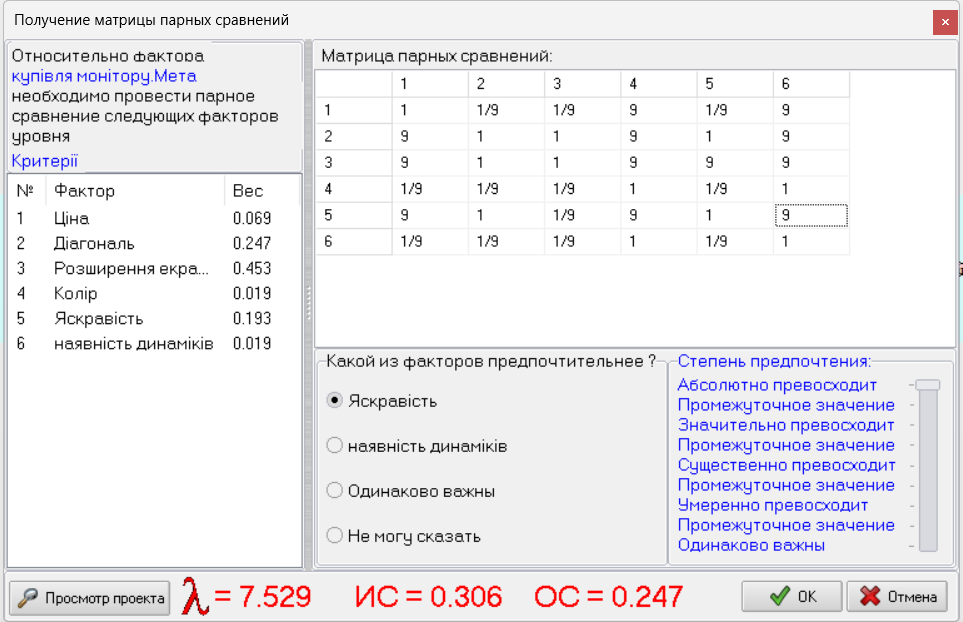 Получение матрицы парных сравнений
Относительно фактора
купівля монітору.Мета
необходимо провести парное
сравнение следующих факторов
уровня
Критерії
№ Фактор Вес
1 Ціна 0.069
2 Діагональ 0.247
3 Розширення екра... 0.453
4 Колір 0.019
5 Яскравість 0.193
6 наявність динаміків 0.019
Матрица парных сравнений:
1 2 3 4 5 6
1 1 1/9 1/9 9 1/9 9
2 9 1 1 9 1 9
3 9 1 1 9 9 9
4 1/9 1/9 1/9 1 1/9 1
5 9 1 1/9 9 1 9
6 1/9 1/9 1/9 1 1/9 1
Какой из факторов предпочтительнее ?
Яскравість
наявність динаміків
Одинаково важны
Не могу сказать
Степень предпочтения:
Абсолютно превосходит
Промежуточное значение
Значительно превосходит
Промежуточное значение
Существенно превосходит
Промежуточное значение
Умеренно превосходит
Промежуточное значение
Одинаково важны
Просмотр проекта
λ = 7.529 ИС = 0.306 ОС = 0.247
OK
Отмена